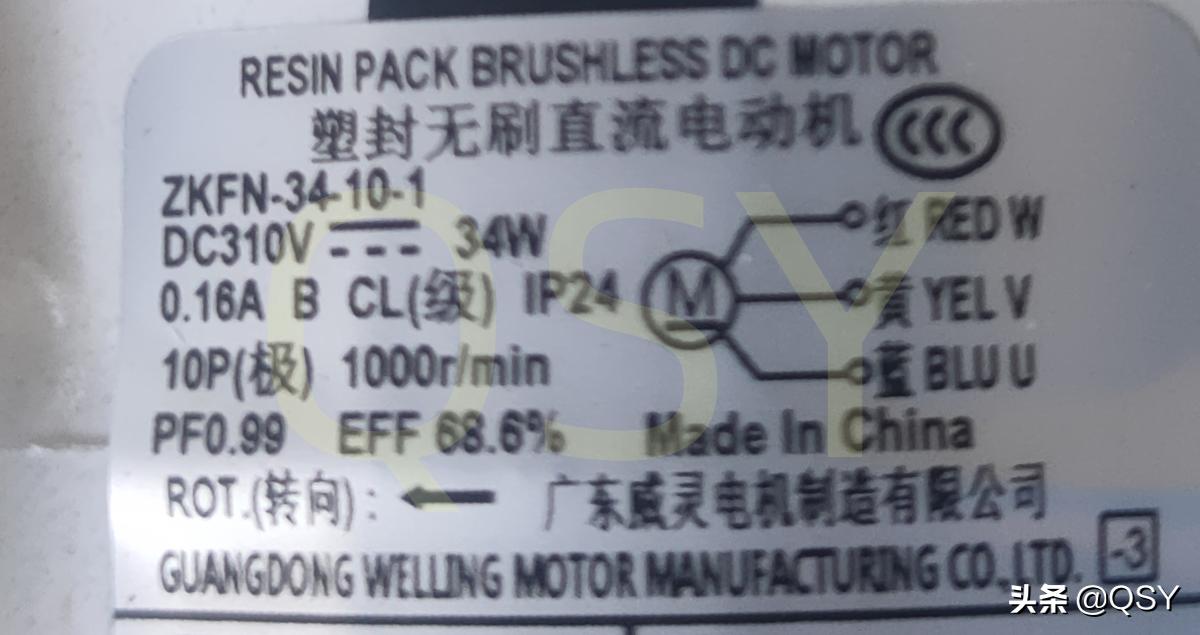 RESIN PACK BRUSHLESS DC MOTOR
塑封无刷直流电动机
CCC
ZKFN-34-10-1
DC310V 34W
0.16A B CL(级) IP24
M
红 RED W
黄 YEL V
蓝 BLU U
10P(极) 1000r/min
PF0.99 EFF 68.6% Made In China
ROT.(转向): ← 广东威灵电机制造有限公司
GUANGDONG WELLING MOTOR MANUFACTURING CO.,LTD. -3
QSY
头条 @QSY